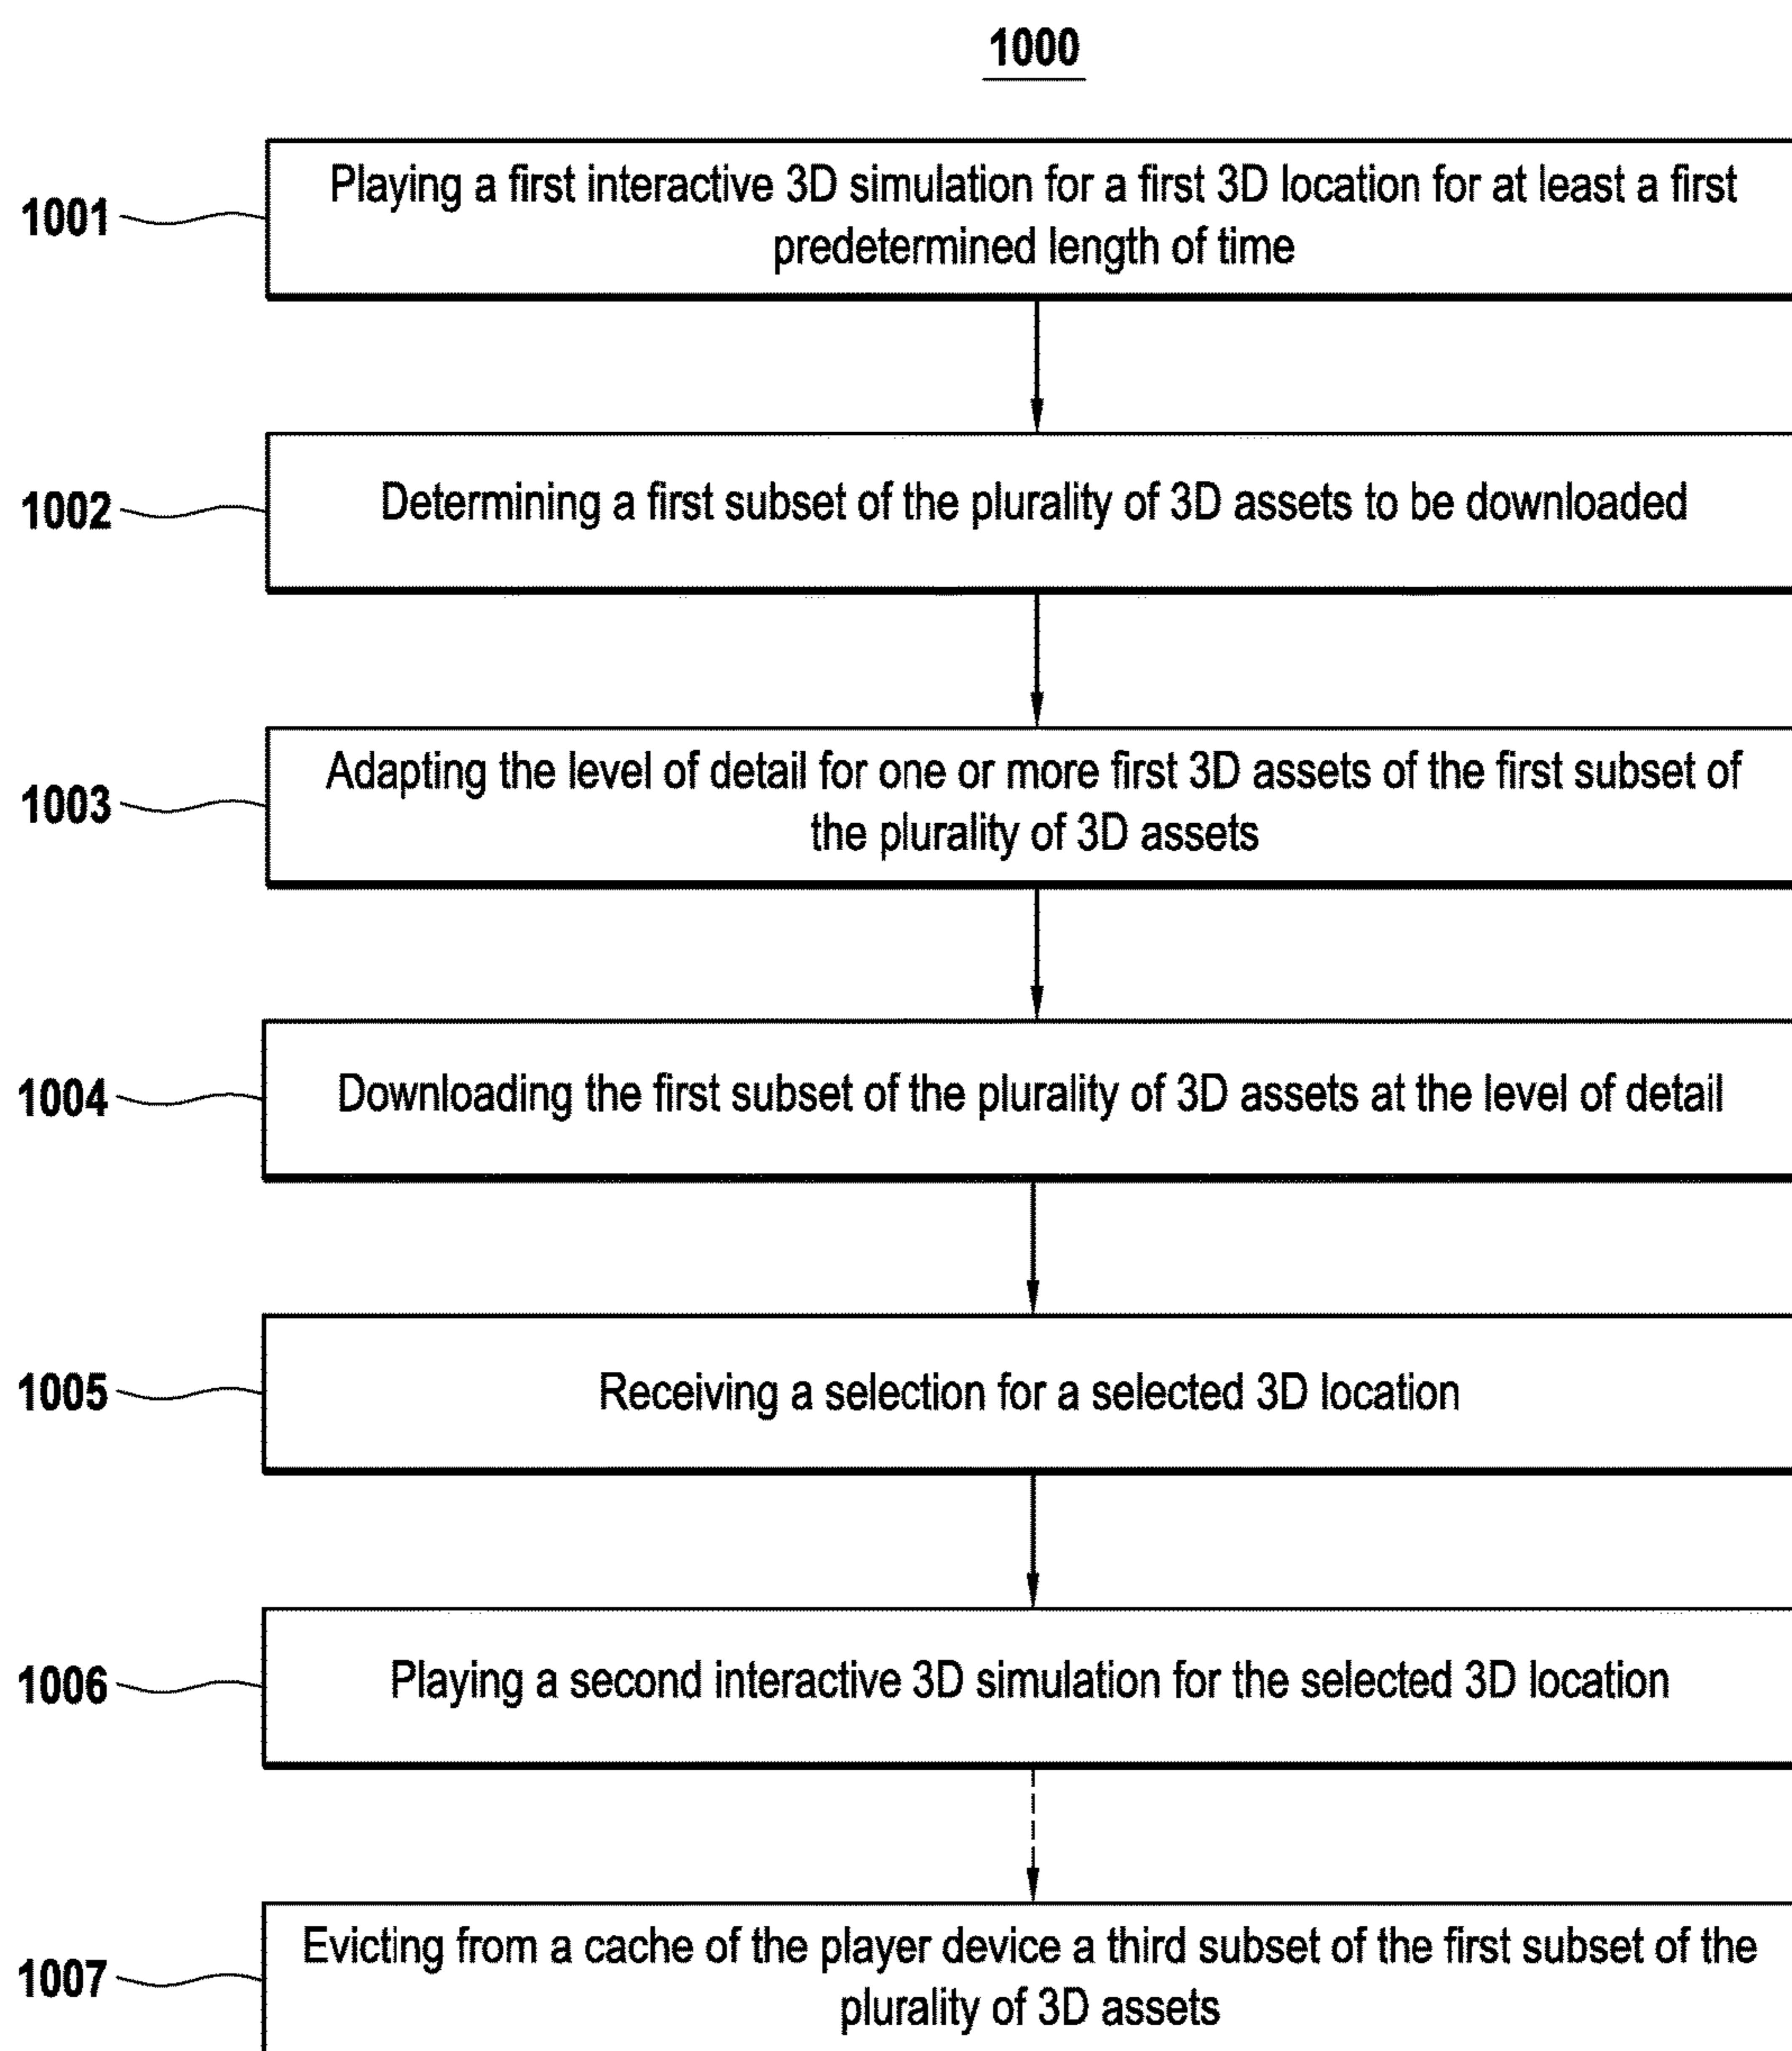 1000
1001
Playing a first interactive 3D simulation for a first 3D location for at least a first
predetermined length of time
1002
Determining a first subset of the plurality of 3D assets to be downloaded
1003
Adapting the level of detail for one or more first 3D assets of the first subset of
the plurality of 3D assets
1004
Downloading the first subset of the plurality of 3D assets at the level of detail
1005
Receiving a selection for a selected 3D location
1006
Playing a second interactive 3D simulation for the selected 3D location
1007
Evicting from a cache of the player device a third subset of the first subset of the
plurality of 3D assets